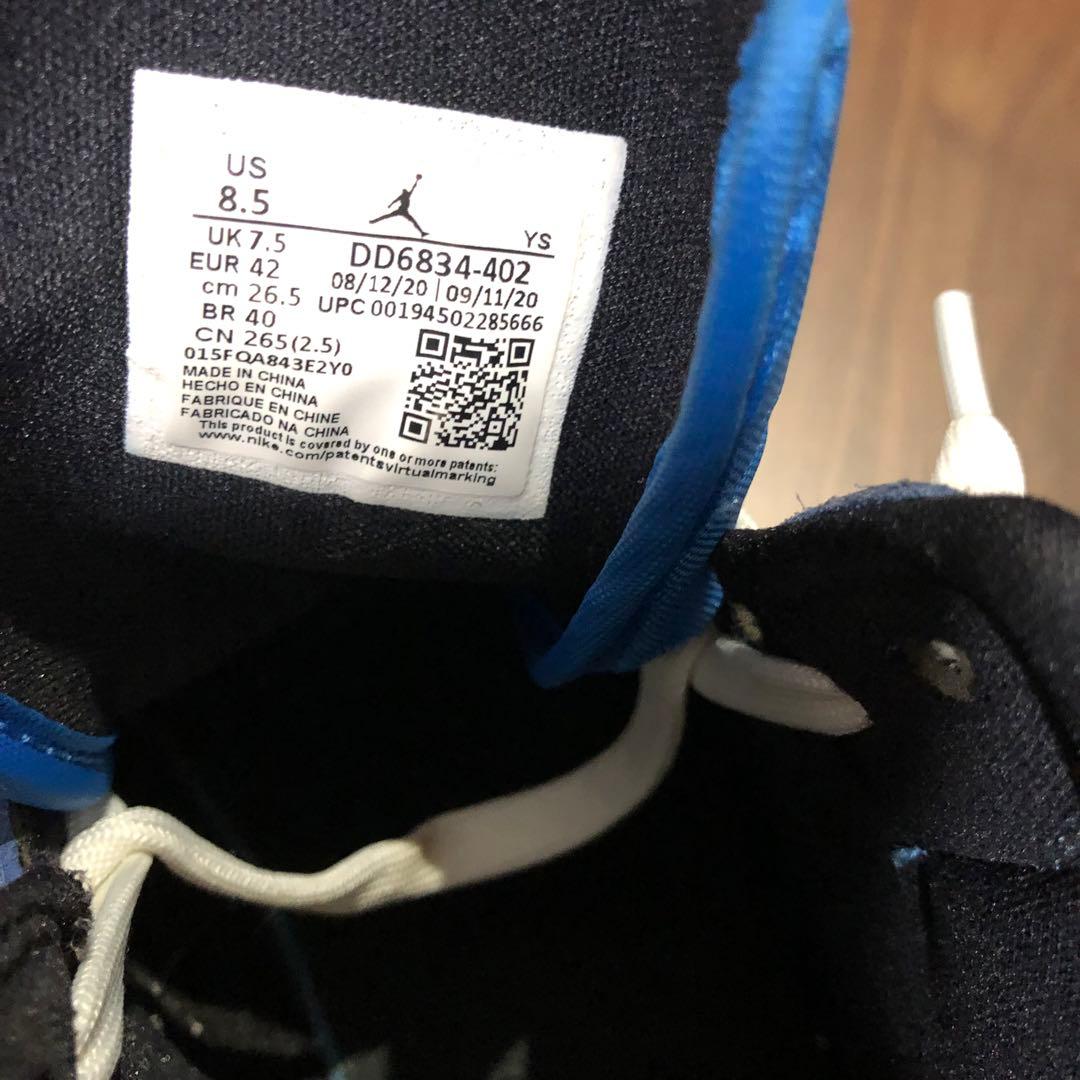 US
8.5
YS
UK 7.5
EUR 42
cm 26.5
BR 40
CN 265(2.5)
DD6834-402
08/12/20 | 09/11/20
UPC 00194502285666
015FQA843E2Y0
MADE IN CHINA
HECHO EN CHINA
FABRIQUE EN CHINE
FABRICADO NA CHINA
This product is covered by one or more patents:
www.nike.com/patentsvirtualmarking